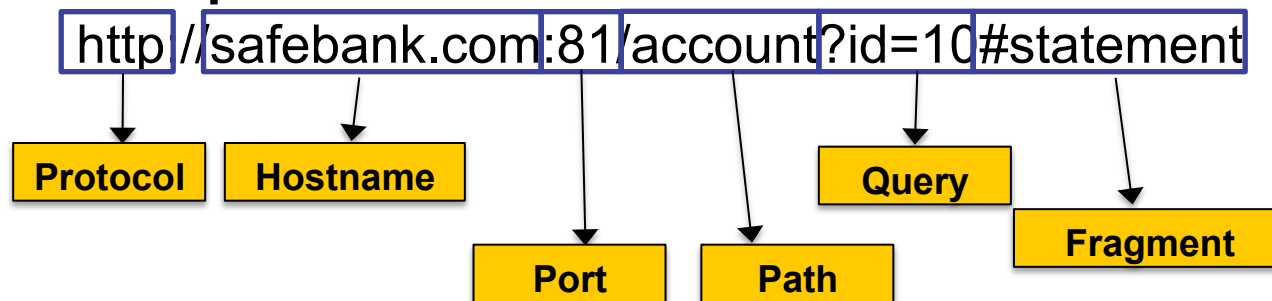 http://safebank.com:81/account?id=10#statement
Protocol
Hostname
Query
Fragment
Port
Path